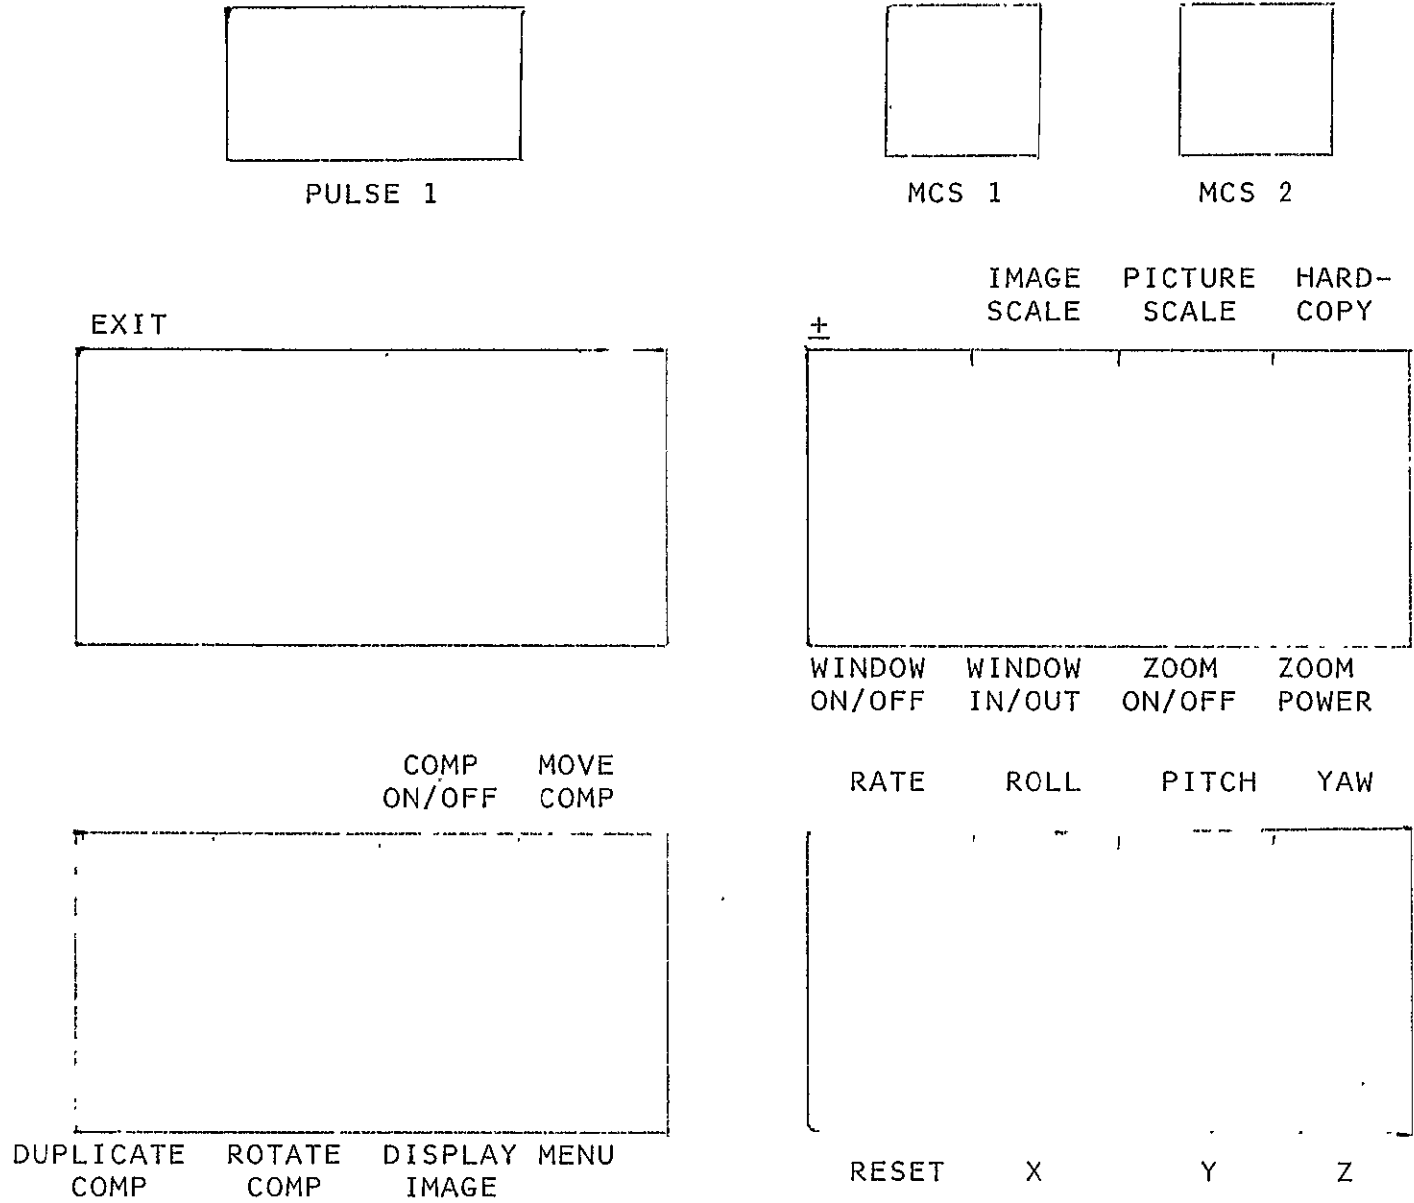 PULSE 1 MCS 1 MCS 2
IMAGE PICTURE HARD-
SCALE SCALE COPY
EXIT ±
WINDOW WINDOW ZOOM ZOOM
ON/OFF IN/OUT ON/OFF POWER
COMP MOVE
ON/OFF COMP
RATE ROLL PITCH YAW
DUPLICATE ROTATE DISPLAY MENU
COMP COMP IMAGE
RESET X Y Z